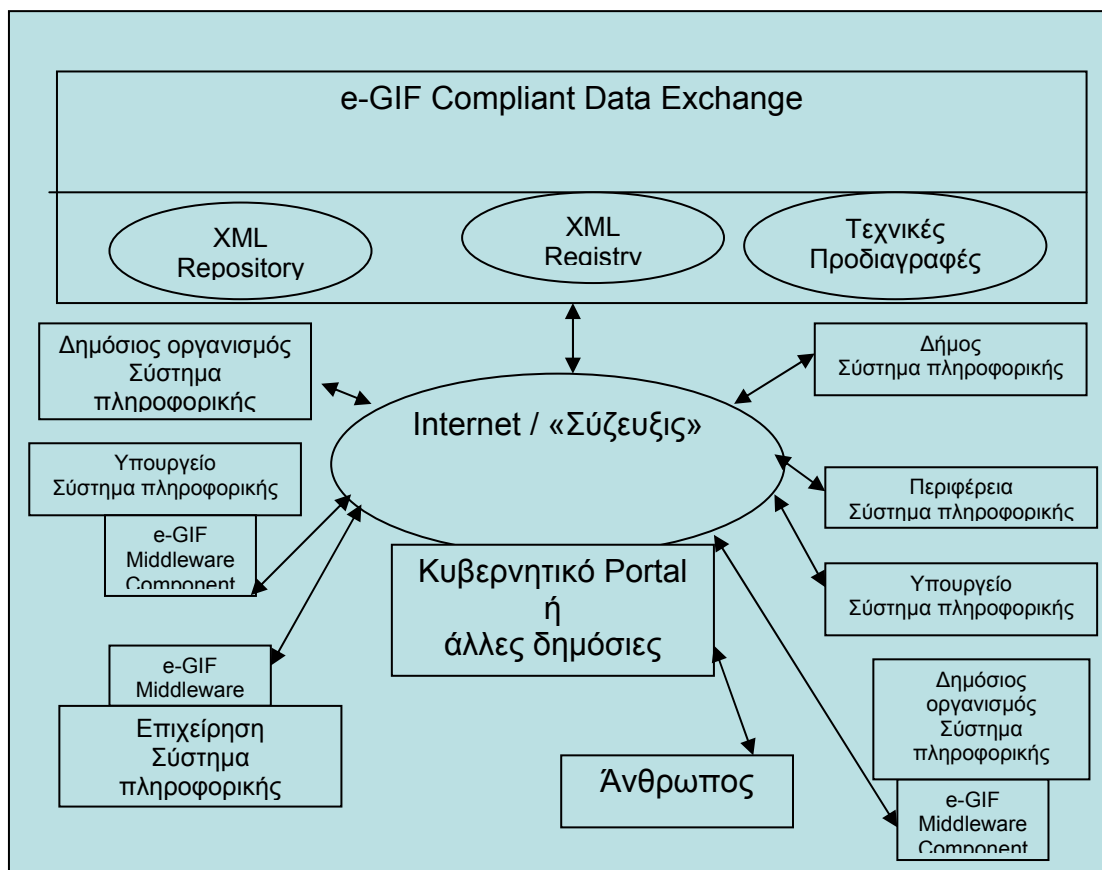 e-GIF Compliant Data Exchange
XML
Repository
XML
Registry
Τεχνικές
Προδιαγραφές
Δημόσιος οργανισμός
Σύστημα
πληροφορικής
Δήμος
Σύστημα πληροφορικής
Internet / «Σύζευξις»
Υπουργείο
Σύστημα πληροφορικής
e-GIF
Middleware
Component
Περιφέρεια
Σύστημα πληροφορικής
Κυβερνητικό Portal
ή
άλλες δημόσιες
Υπουργείο
Σύστημα πληροφορικής
e-GIF
Middleware
Επιχείρηση
Σύστημα
πληροφορικής
Άνθρωπος
Δημόσιος
οργανισμός
Σύστημα
πληροφορικής
e-GIF
Middleware
Component